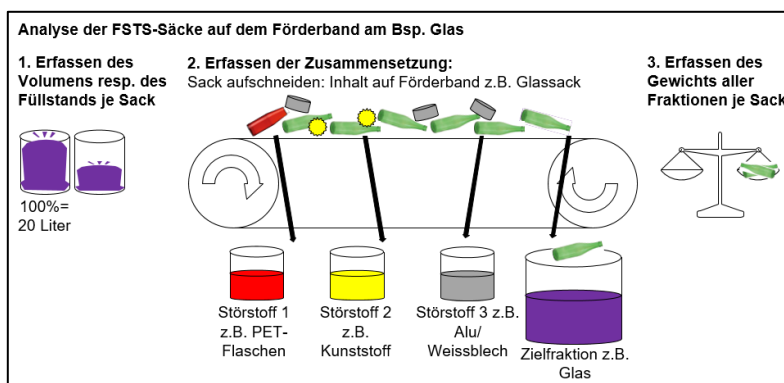 Analyse der FSTS-Säcke auf dem Förderband am Bsp. Glas
1. Erfassen des
Volumens resp. des
Füllstands je Sack
100%=
20 Liter
2. Erfassen der Zusammensetzung:
Sack aufschneiden: Inhalt auf Förderband z.B. Glassack
3. Erfassen des
Gewichts aller
Fraktionen je Sack
Störstoff 1
z.B. PET-
Flaschen
Störstoff 2
z.B.
Kunststoff
Störstoff 3 z.B.
Alu/
Weissblech
Zielfraktion z.B.
Glas